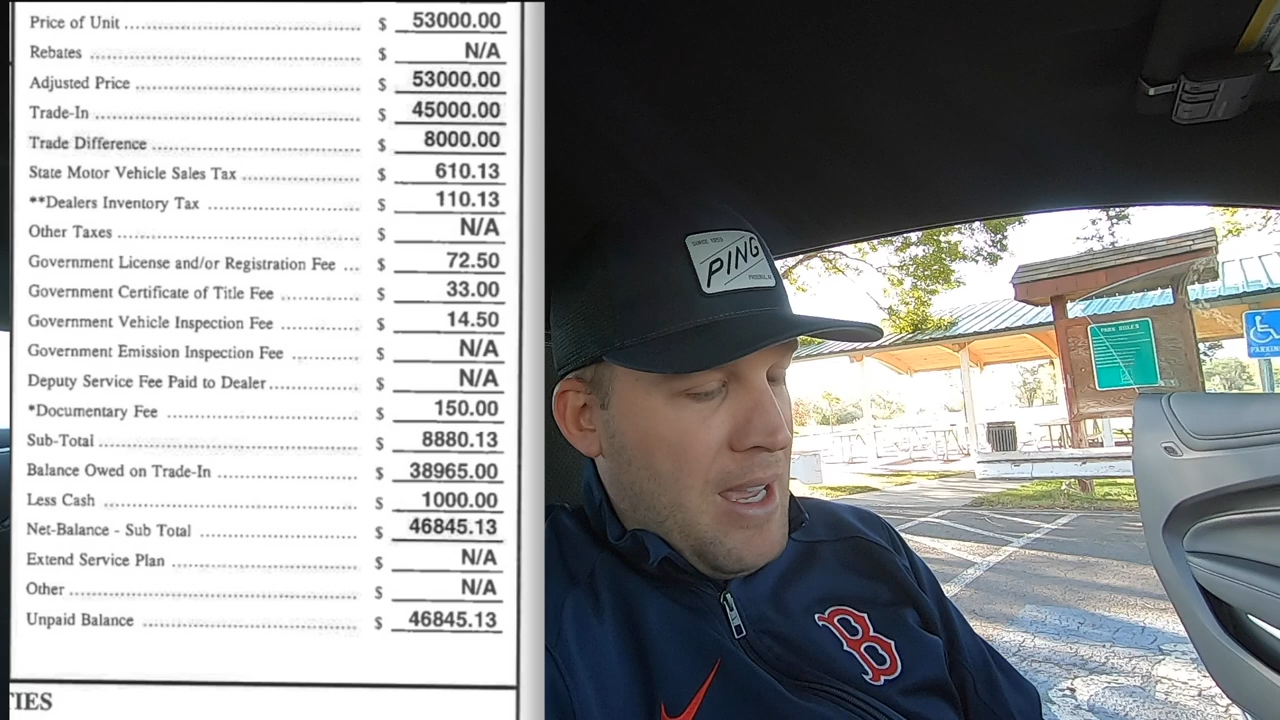 Price of Unit ........ $ 53000.00
Rebates ........ $ N/A
Adjusted Price ........ $ 53000.00
Trade-In ........ $ 45000.00
Trade Difference ........ $ 8000.00
State Motor Vehicle Sales Tax ........ $ 610.13
**Dealers Inventory Tax ........ $ 110.13
Other Taxes ........ $ N/A
Government License and/or Registration Fee ... $ 72.50
Government Certificate of Title Fee ........ $ 33.00
Government Vehicle Inspection Fee ........ $ 14.50
Government Emission Inspection Fee ........ $ N/A
Deputy Service Fee Paid to Dealer ........ $ N/A
*Documentary Fee ........ $ 150.00
Sub-Total ........ $ 8880.13
Balance Owed on Trade-In ........ $ 38965.00
Less Cash ........ $ 1000.00
Net-Balance - Sub Total ........ $ 46845.13
Extend Service Plan ........ $ N/A
Other ........ $ N/A
Unpaid Balance ........ $ 46845.13
TIES
SINCE 1959
PING
PHOENIX, AZ
B
PARK RULES
PARKING